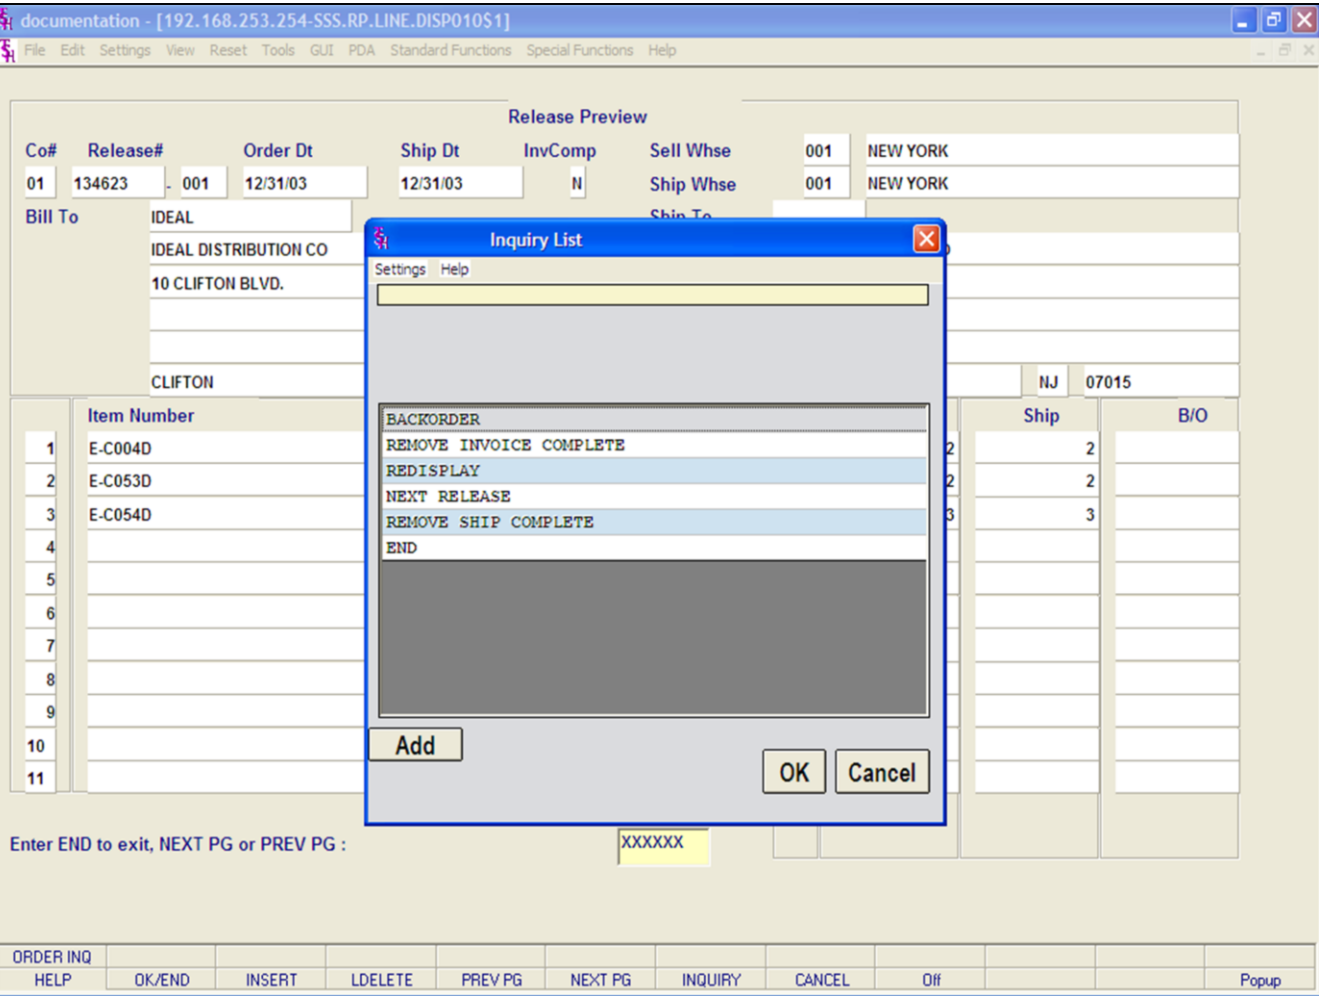 documentation - [192.168.253.254-SSS.RP.LINE.DISP010$1]
File Edit Settings View Reset Tools GUI PDA Standard Functions Special Functions Help
Release Preview
Co# Release# Order Dt Ship Dt InvComp Sell Whse 001 NEW YORK
01 134623 - 001 12/31/03 12/31/03 N Ship Whse 001 NEW YORK
Bill To IDEAL Ship To
IDEAL DISTRIBUTION CO
10 CLIFTON BLVD.
CLIFTON NJ 07015
Inquiry List
Settings Help
BACKORDER
REMOVE INVOICE COMPLETE
REDISPLAY
NEXT RELEASE
REMOVE SHIP COMPLETE
END
Add
OK Cancel
Item Number Ship B/O
1 E-C004D 2 2
2 E-C053D 2 2
3 E-C054D 3 3
4
5
6
7
8
9
10
11
Enter END to exit, NEXT PG or PREV PG : XXXXXX
ORDER INQ
HELP OK/END INSERT LDELETE PREV PG NEXT PG INQUIRY CANCEL Off Popup